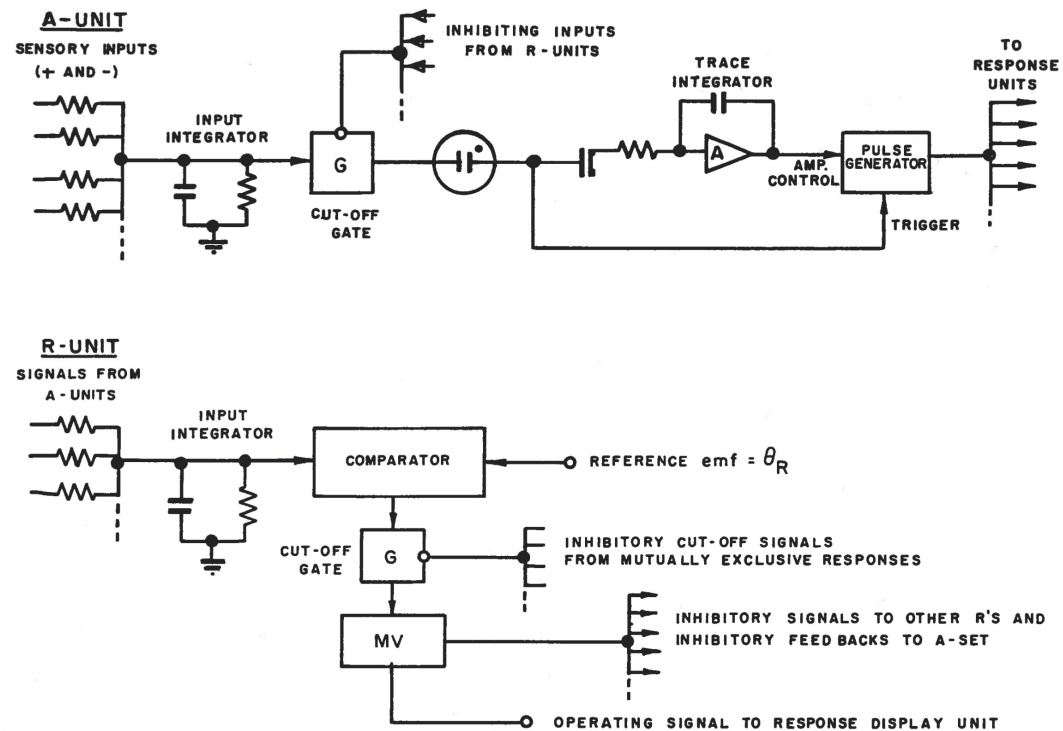 A-UNIT
SENSORY INPUTS
(+ AND -)
INPUT
INTEGRATOR
G
CUT-OFF
GATE
INHIBITING INPUTS
FROM R-UNITS
TRACE
INTEGRATOR
A
AMP.
CONTROL
PULSE
GENERATOR
TRIGGER
TO
RESPONSE
UNITS
R-UNIT
SIGNALS FROM
A-UNITS
INPUT
INTEGRATOR
COMPARATOR
REFERENCE emf = θR
CUT-OFF
GATE
G
INHIBITORY CUT-OFF SIGNALS
FROM MUTUALLY EXCLUSIVE RESPONSES
MV
INHIBITORY SIGNALS TO OTHER R'S AND
INHIBITORY FEED BACKS TO A-SET
OPERATING SIGNAL TO RESPONSE DISPLAY UNIT